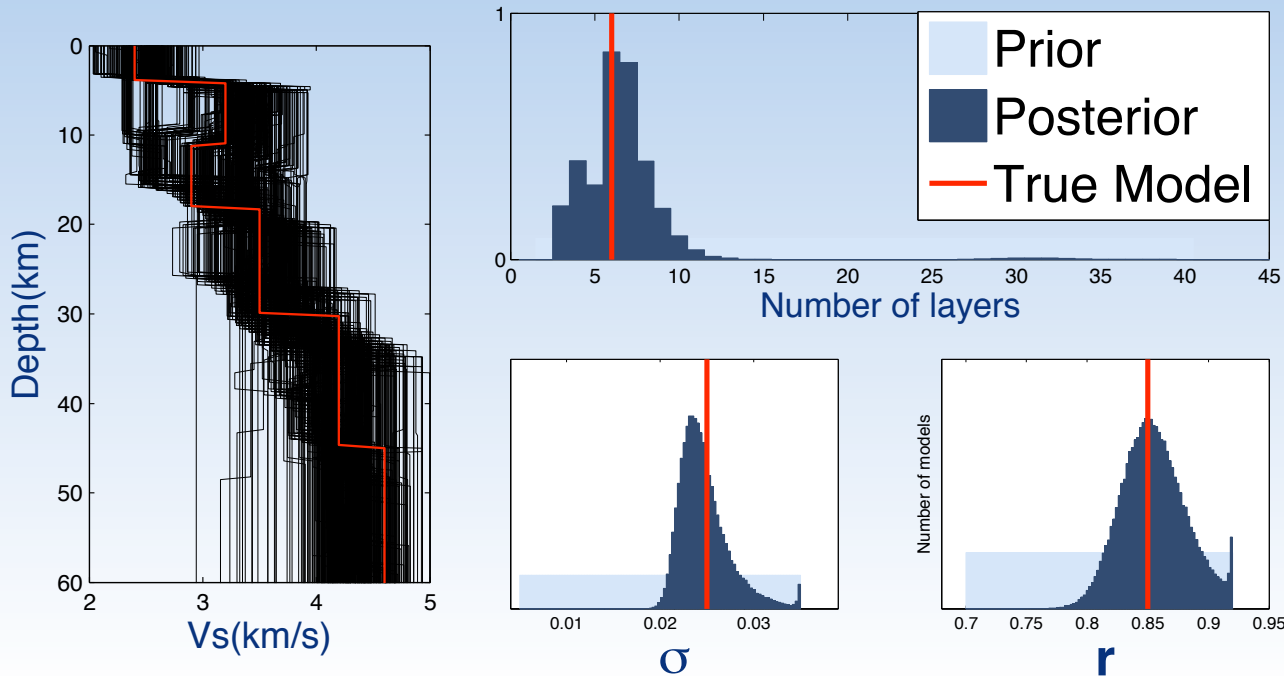 0
10
20
30
40
50
60
Depth(km)
2 3 4 5
Vs(km/s)
1
0
0 5 10 15 20 25 30 35 40 45
Number of layers
Prior
Posterior
True Model
0.01 0.02 0.03
σ
Number of models
0.7 0.75 0.8 0.85 0.9 0.95
r